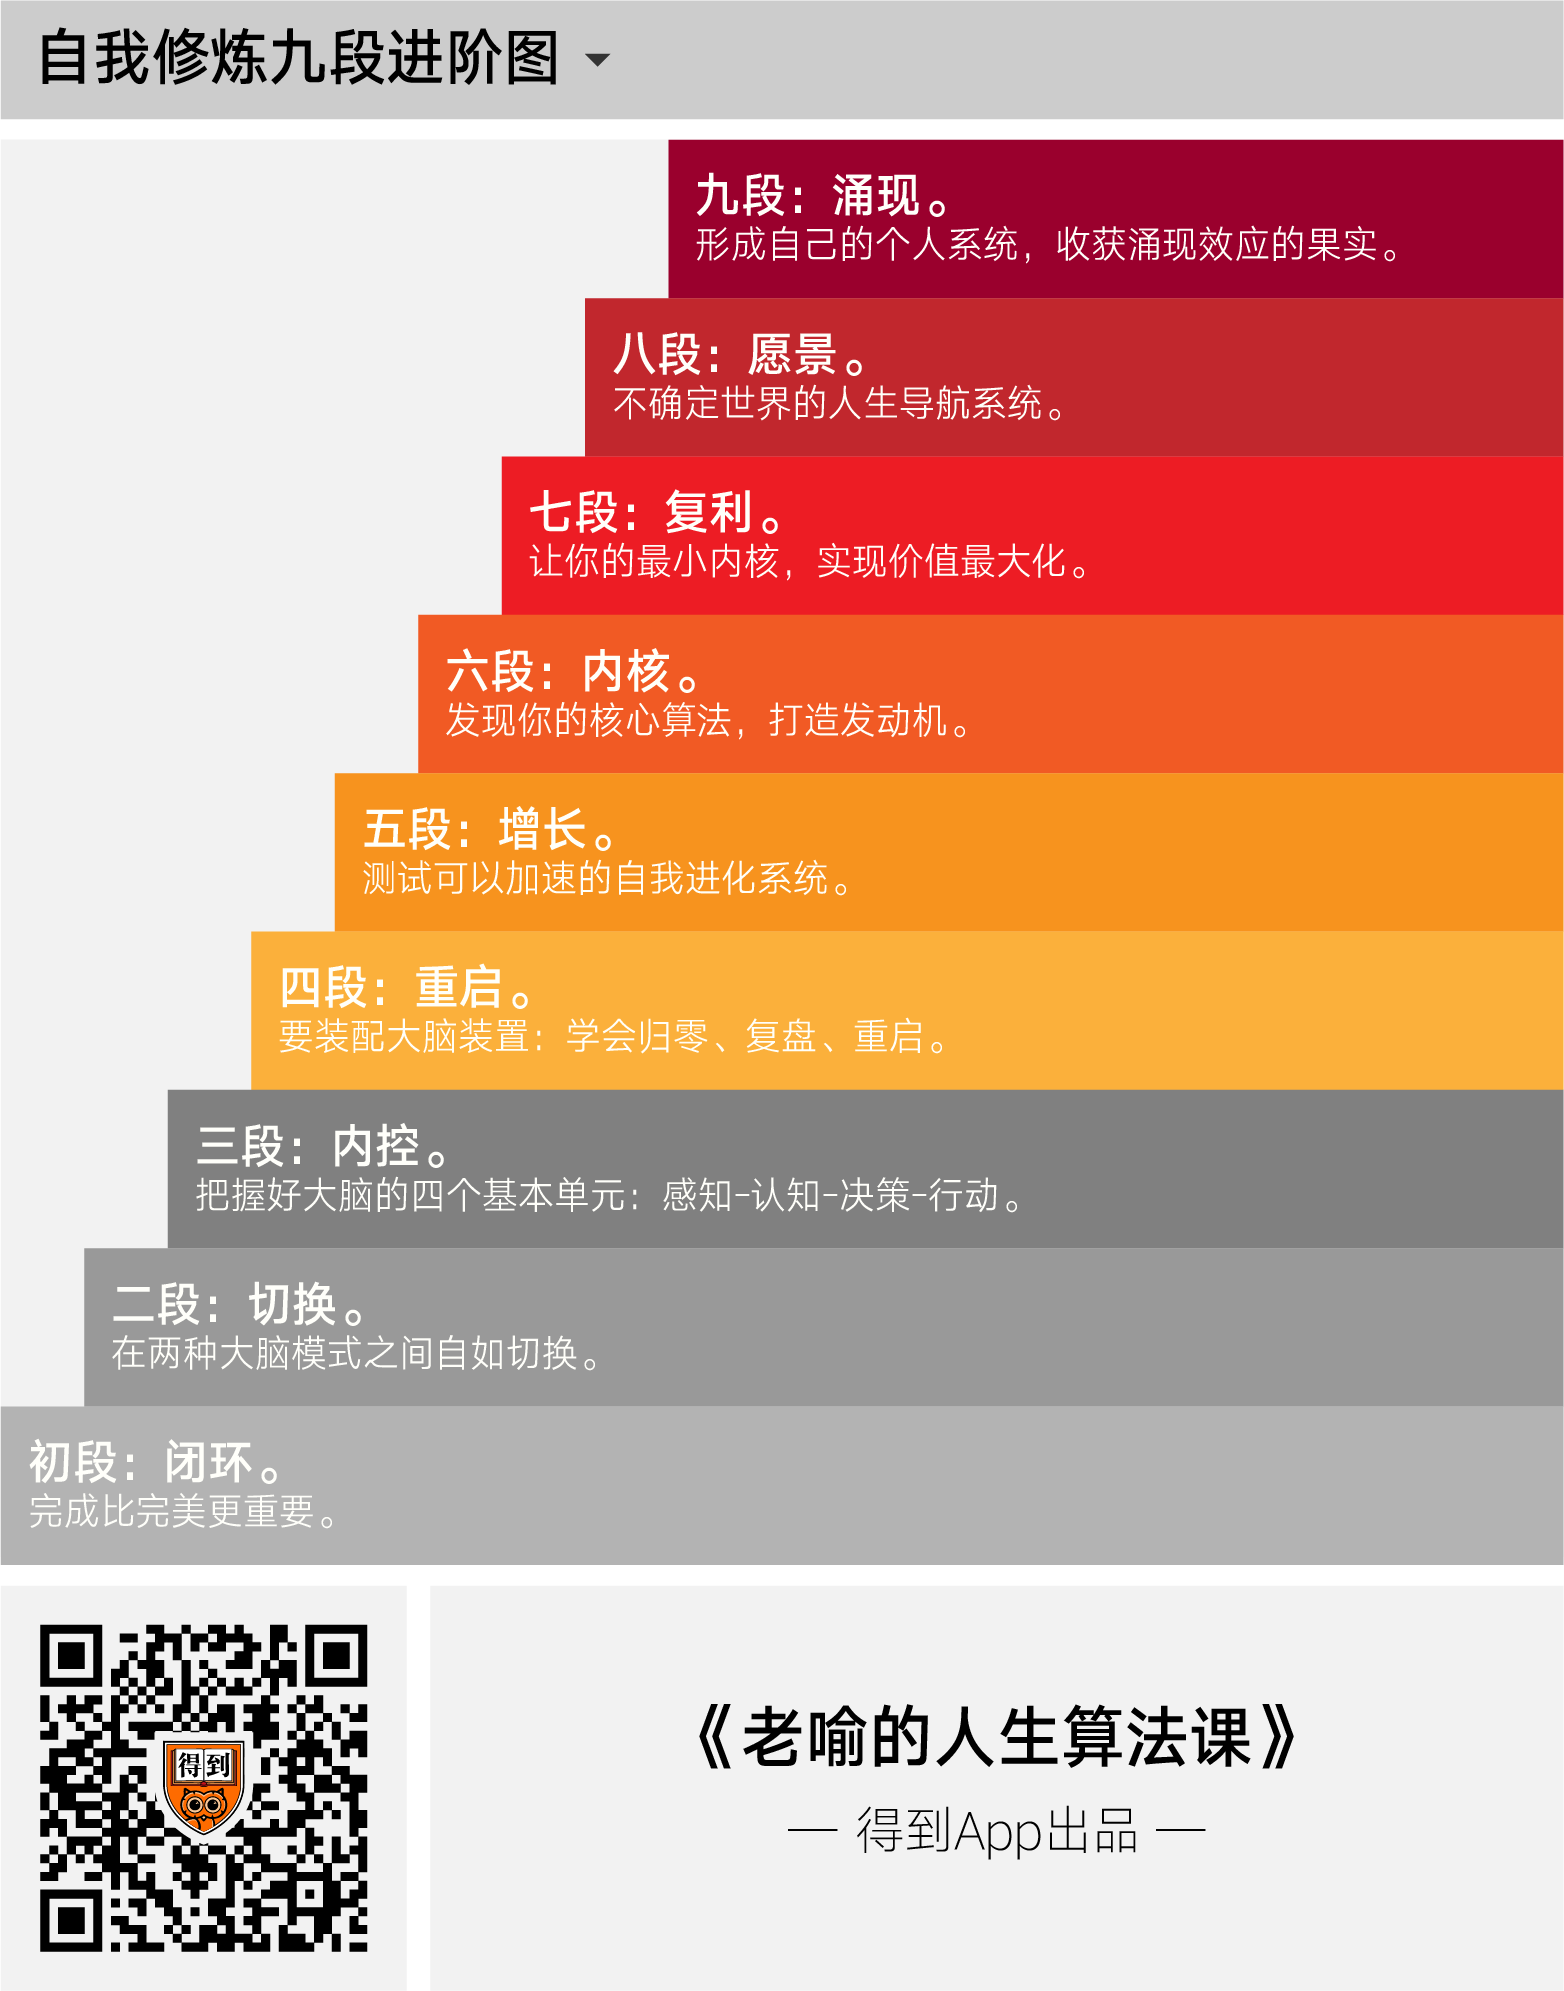 自我修炼九段进阶图
九段：涌现。
形成自己的个人系统，收获涌现效应的果实。
八段：愿景。
不确定世界的人生导航系统。
七段：复利。
让你的最小内核，实现价值最大化。
六段：内核。
发现你的核心算法，打造发动机。
五段：增长。
测试可以加速的自我进化系统。
四段：重启。
要装配大脑装置：学会归零、复盘、重启。
三段：内控。
把握好大脑的四个基本单元：感知-认知-决策-行动。
二段：切换。
在两种大脑模式之间自如切换。
初段：闭环。
完成比完美更重要。
得到
《老喻的人生算法课》
— 得到App出品 —